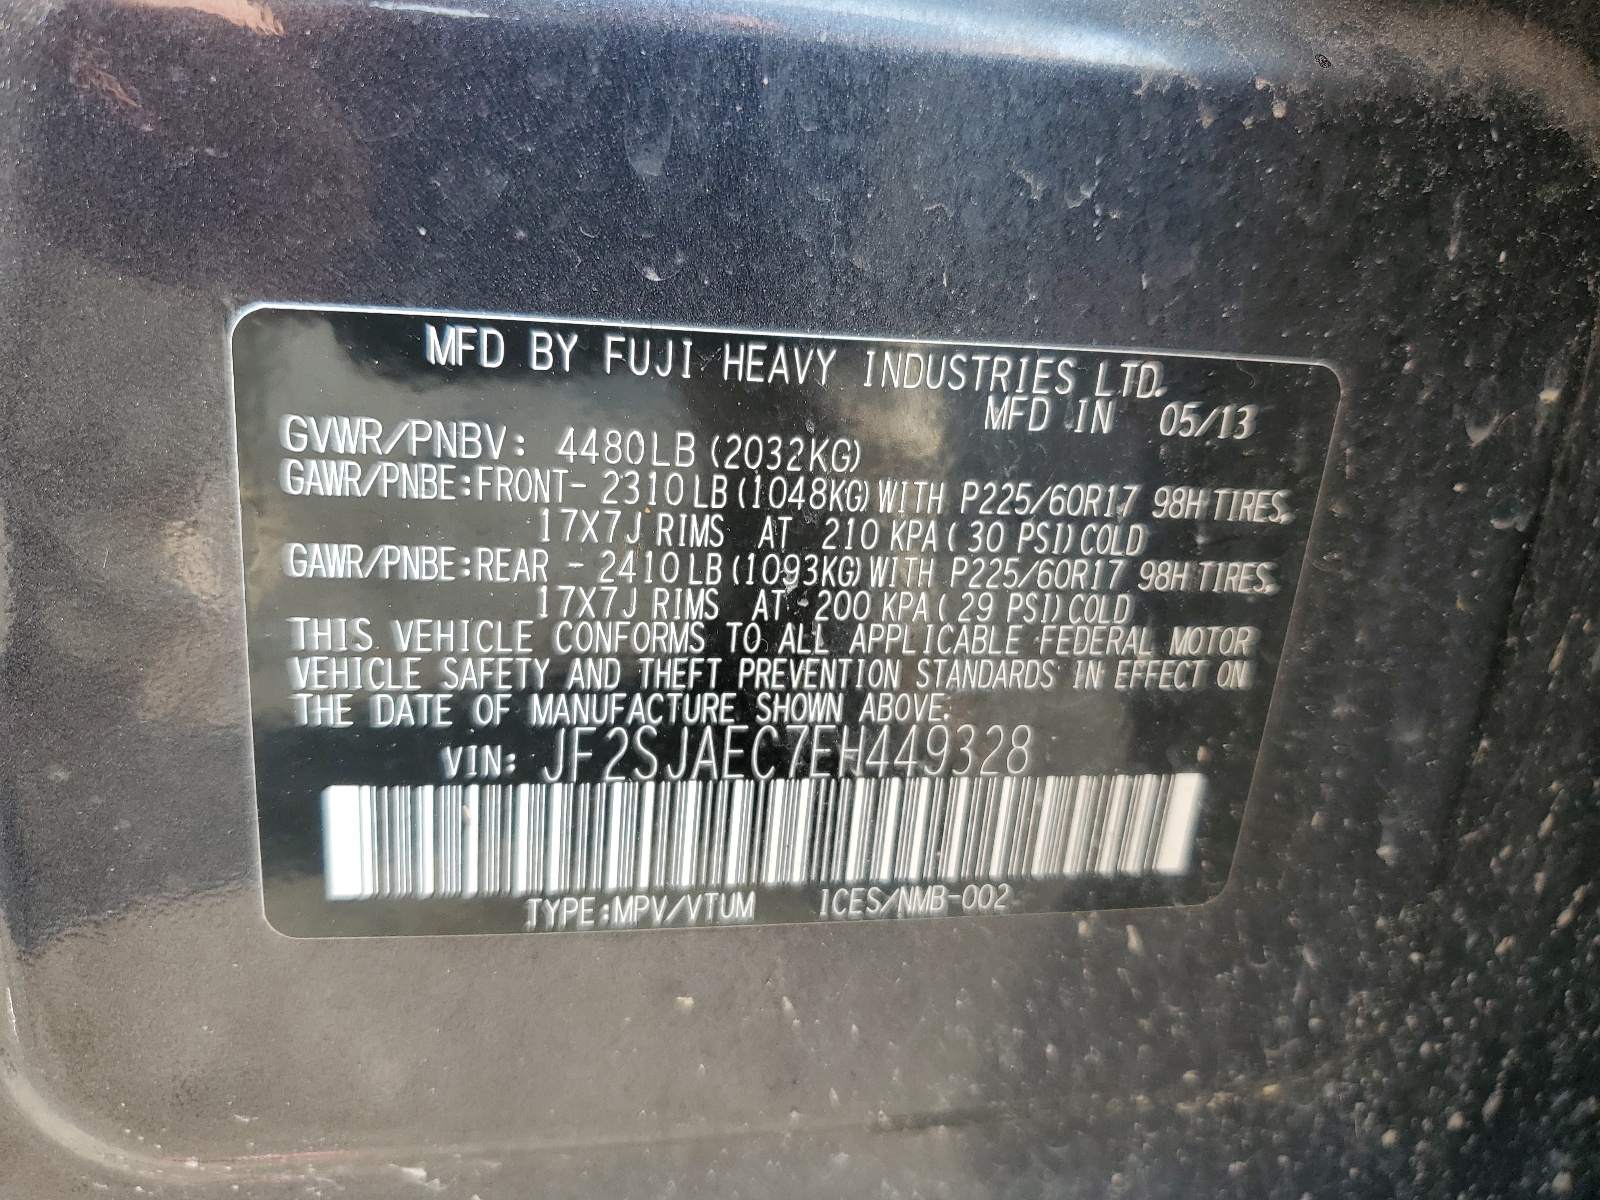 MFD BY FUJI HEAVY INDUSTRIES LTD.
MFD IN 05/13
GVWR/PNBV: 4480LB (2032KG)
GAWR/PNBE:FRONT- 2310LB (1048KG) WITH P225/60R17 98H TIRES,
17X7J RIMS AT 210 KPA ( 30 PSI) COLD
GAWR/PNBE:REAR - 2410LB (1093KG) WITH P225/60R17 98H TIRES,
17X7J RIMS AT 200 KPA ( 29 PSI) COLD
THIS VEHICLE CONFORMS TO ALL APPLICABLE FEDERAL MOTOR
VEHICLE SAFETY AND THEFT PREVENTION STANDARDS IN EFFECT ON
THE DATE OF MANUFACTURE SHOWN ABOVE.
VIN: JF2SJAEC7EH449328
TYPE:MPV/VTUM ICES/NMB-002